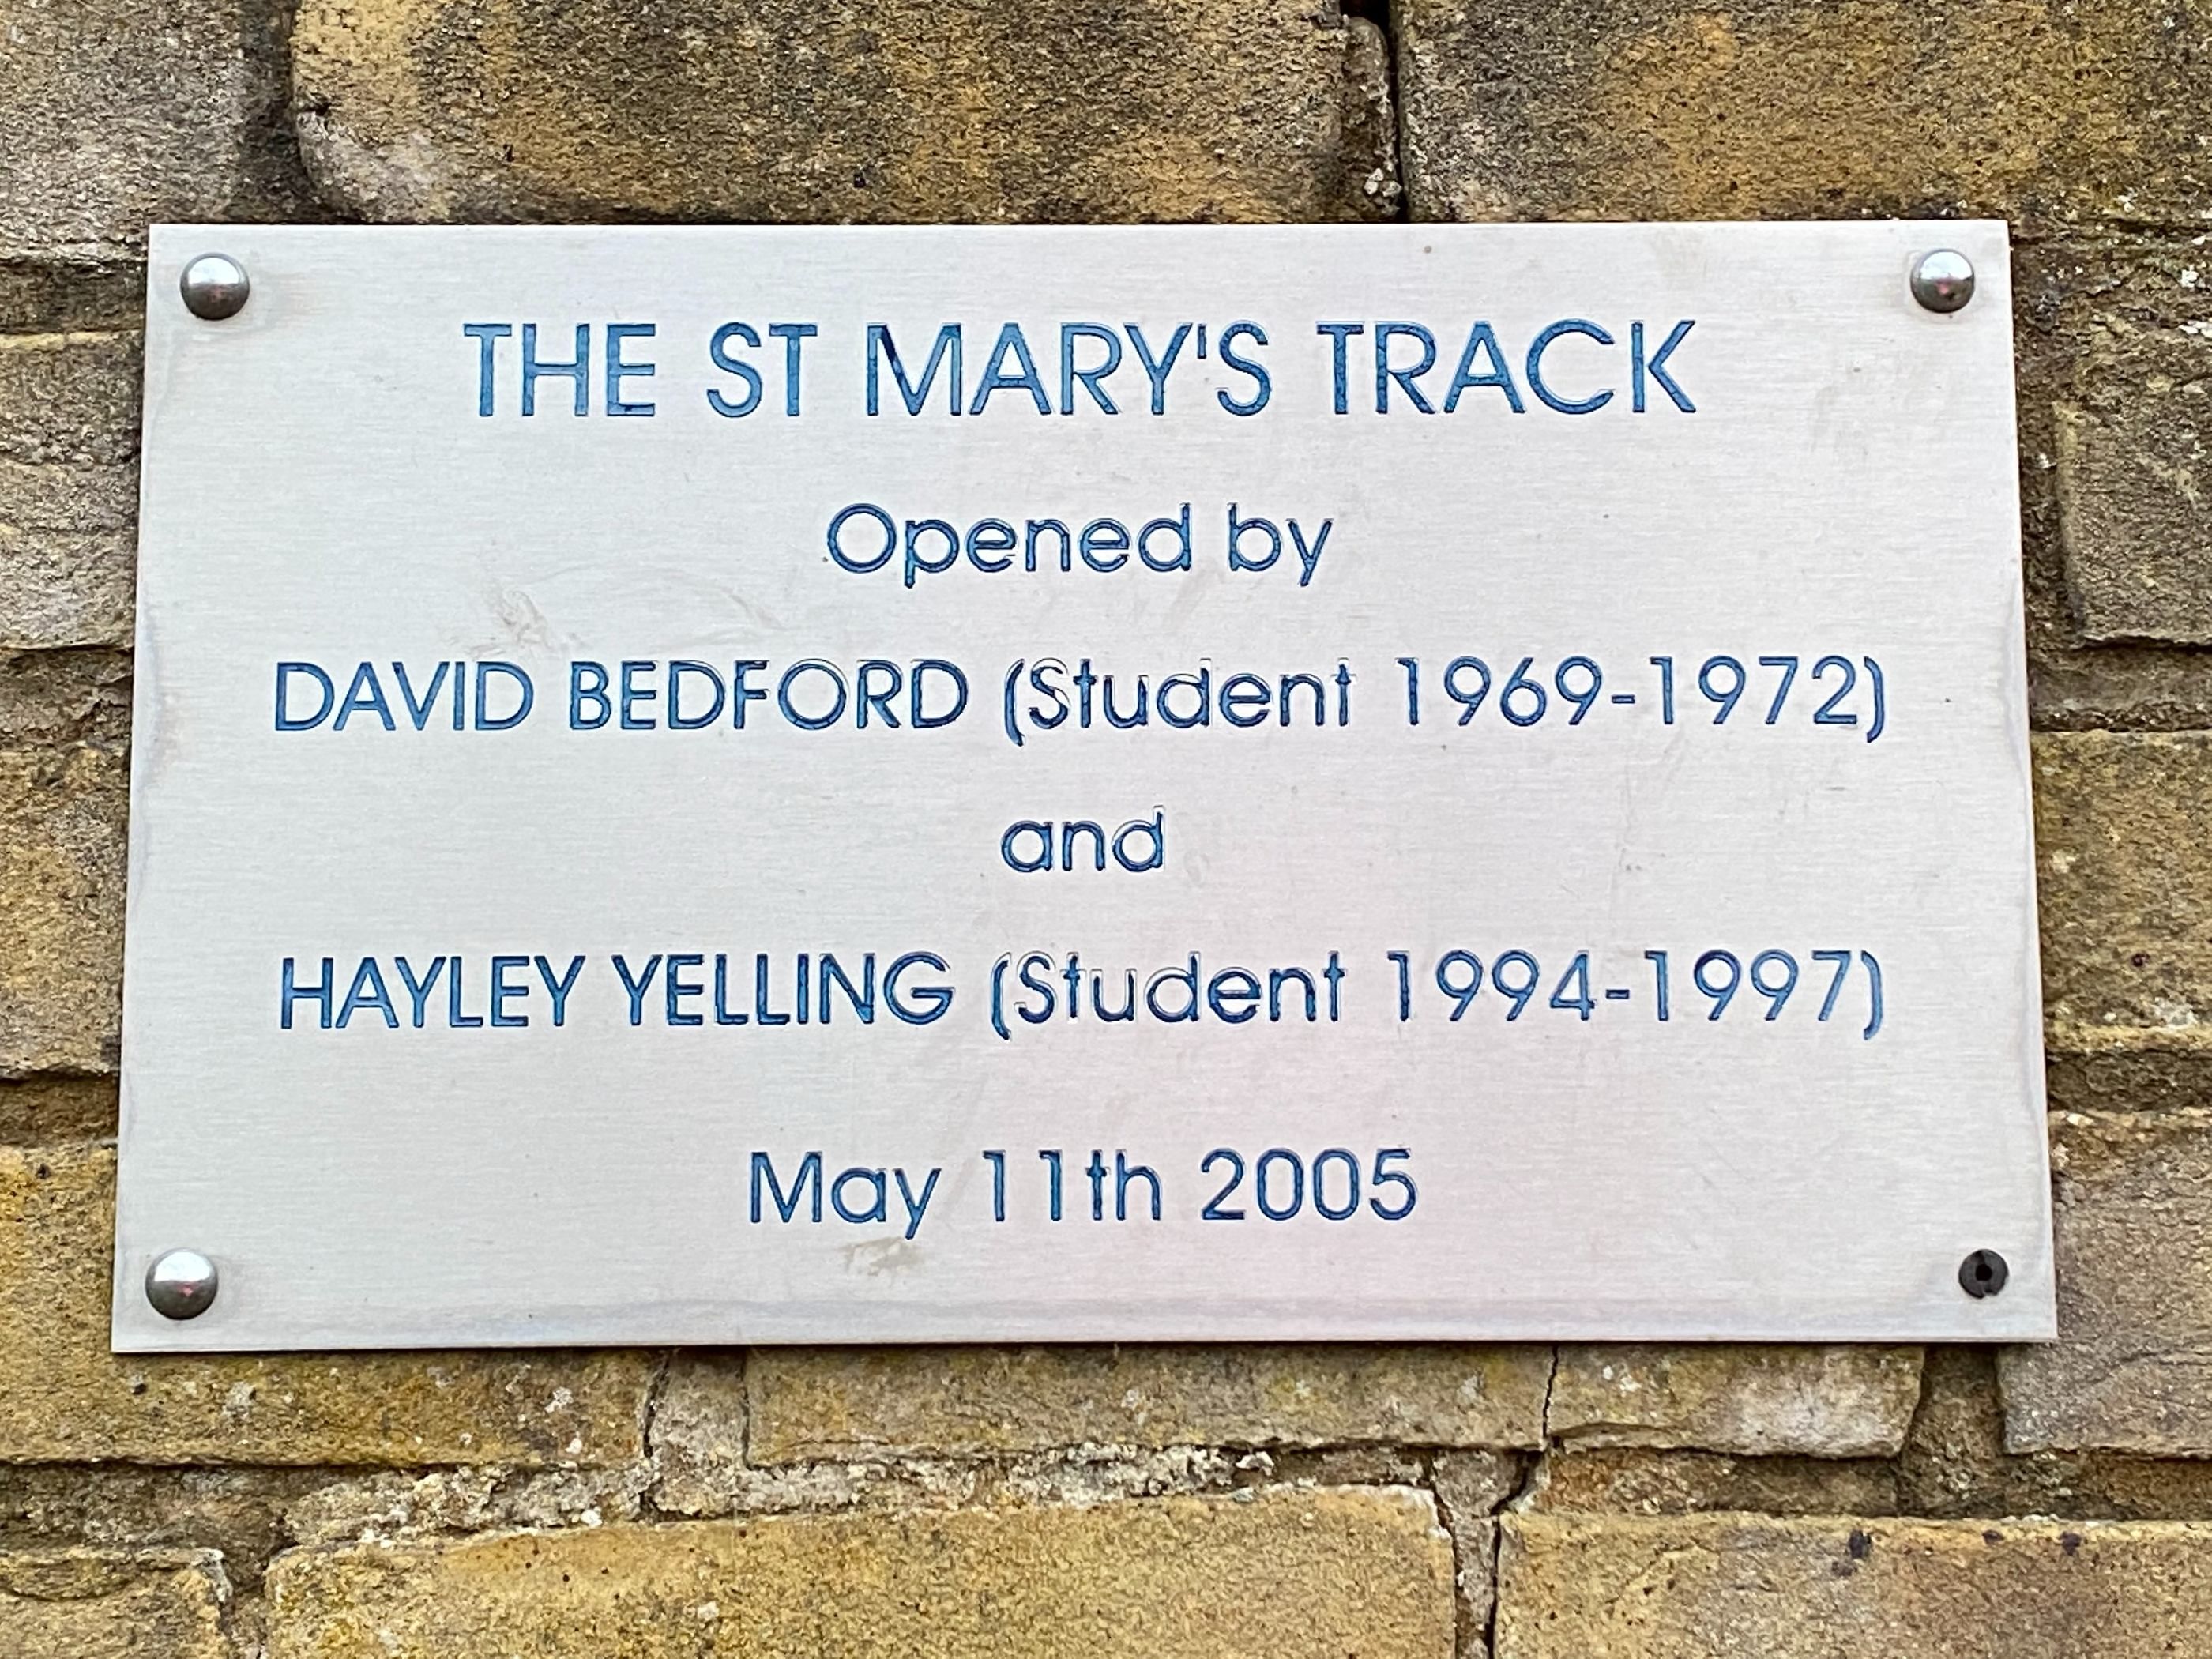 THE ST MARY'S TRACK
Opened by
DAVID BEDFORD (Student 1969-1972)
and
HAYLEY YELLING (Student 1994-1997)
May 11th 2005